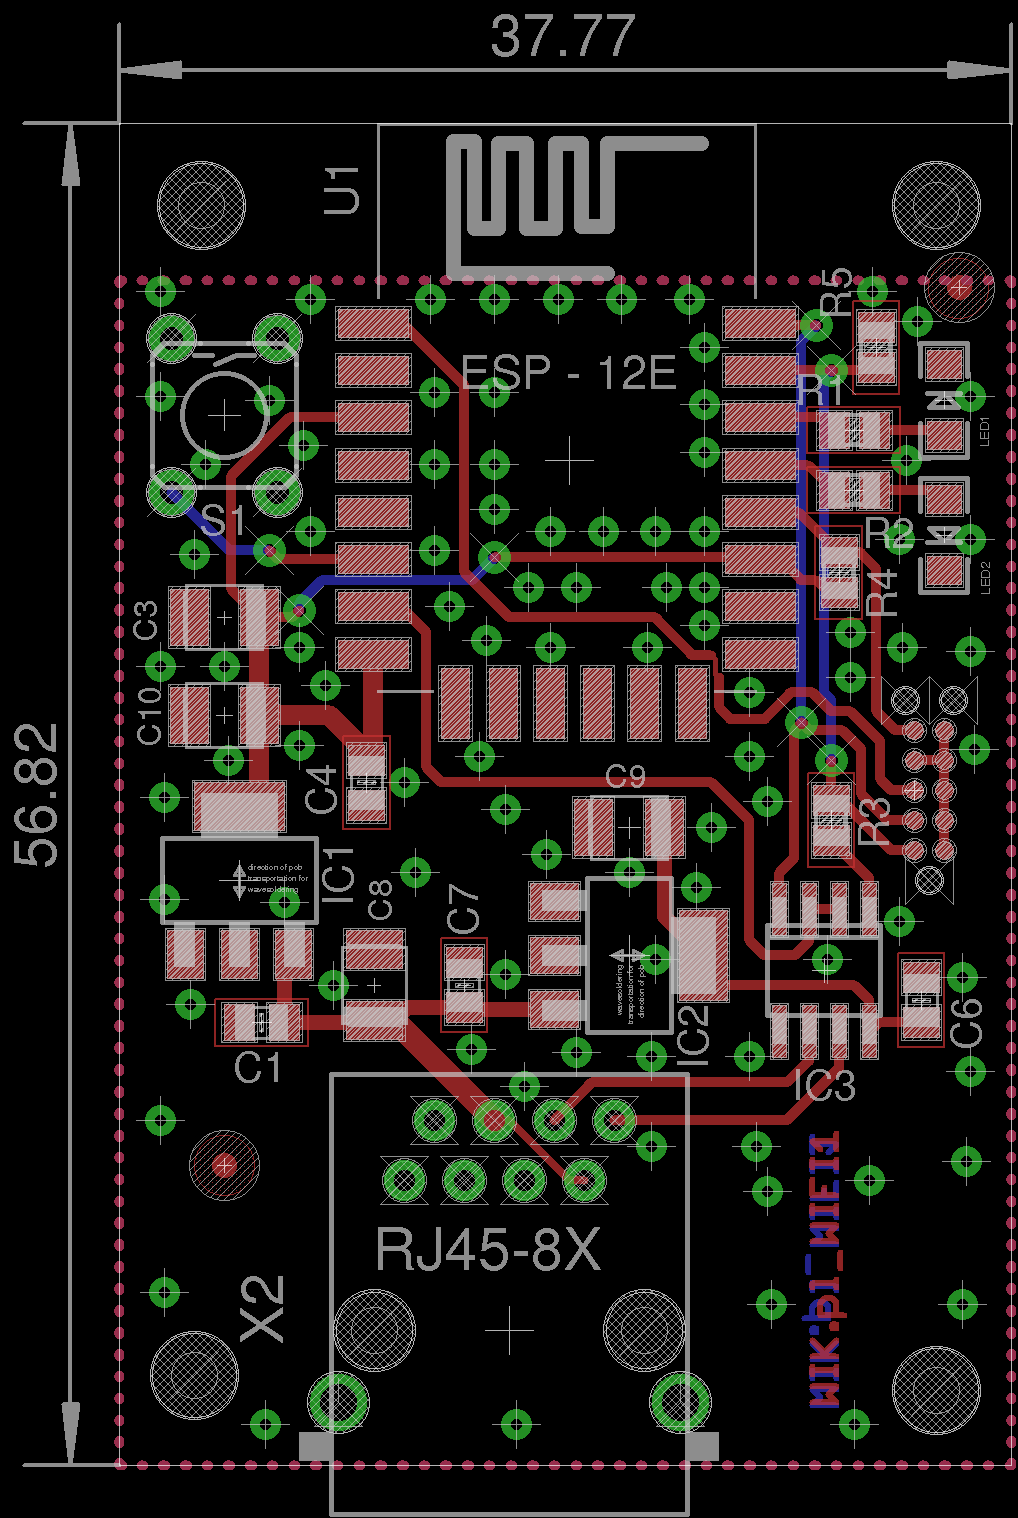 37.77
U1
R5
ESP - 12E
R1
LED1
S1
R2
R4
LED2
C3
C10
56.82
C4
C9
R3
direction of pcb
transportation for
wavesoldering
IC1
C8
C7
wavesoldering
transportation for
direction of pcb
IC2
C6
C1
IC3
RJ45-8X
X2